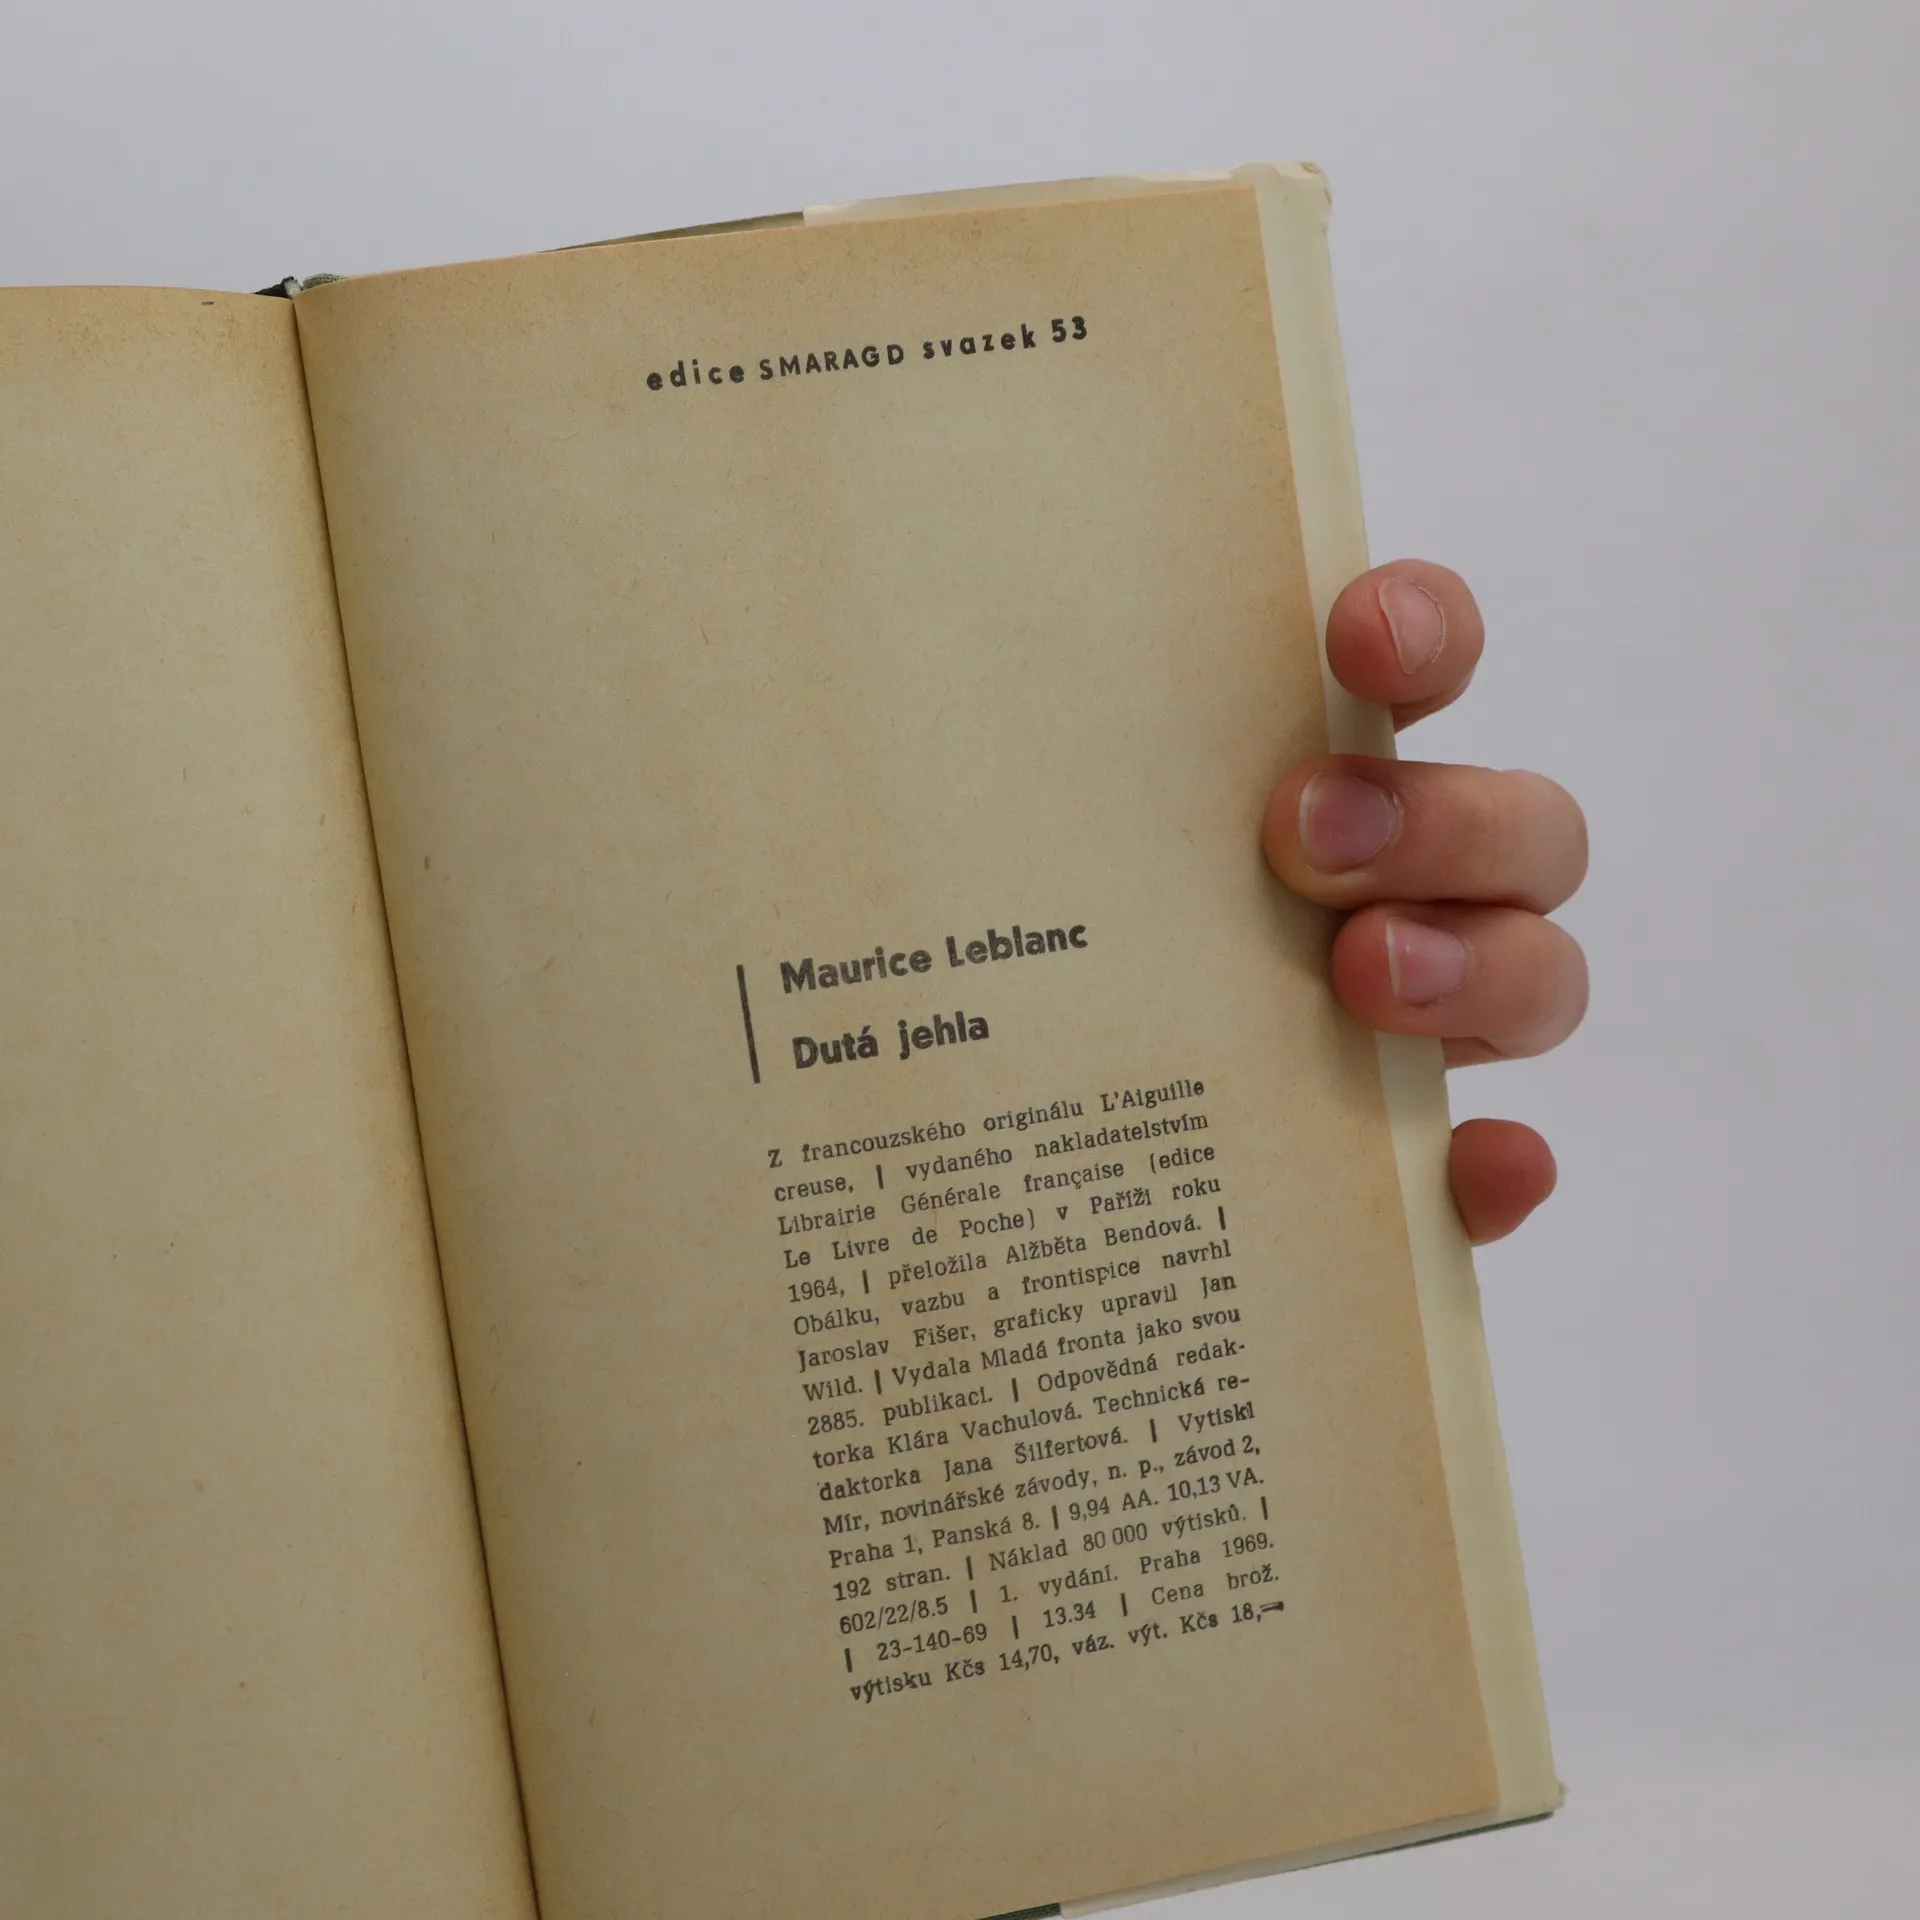 edice SMARAGD svazek 53
Maurice Leblanc
Dutá jehla
Z francouzského originálu L'Aiguille
creuse, | vydaného nakladatelstvím
Librairie Générale française (edice
Le Livre de Poche) v Paříži roku
1964, | přeložila Alžběta Bendová. |
Obálku, vazbu a frontispice navrhl
Jaroslav Fišer, graficky upravil Jan
Wild. | Vydala Mladá fronta jako svou
2885. publikaci. | Odpovědná redak-
torka Klára Vachulová. Technická re-
daktorka Jana Šilfertová. | Vytiskl
Mír, novinářské závody, n. p., závod 2,
Praha 1, Panská 8. | 9,94 AA. 10,13 VA.
192 stran. | Náklad 80 000 výtisků. |
602/22/8.5 | 1. vydání. Praha 1969.
| 23-140-69 | 13.34 | Cena brož.
výtisku Kčs 14,70, váz. výt. Kčs 18,—